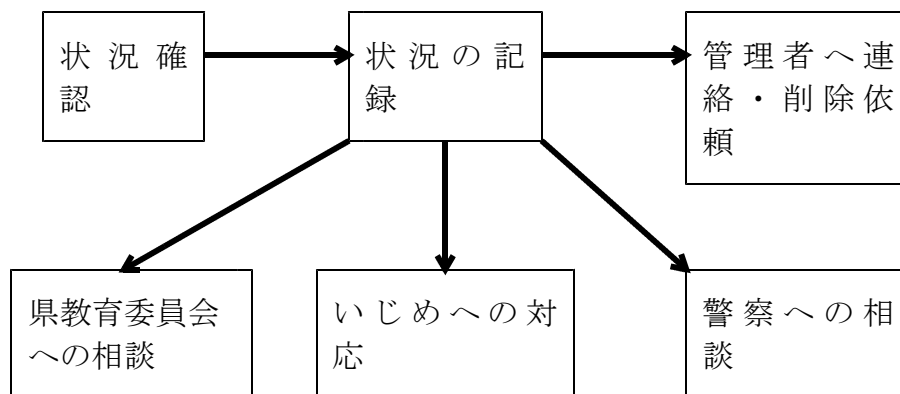 状況確
認
状況の記
録
管理者へ連
絡・削除依
頼
県教育委員会
への相談
いじめへの対
応
警察への相
談